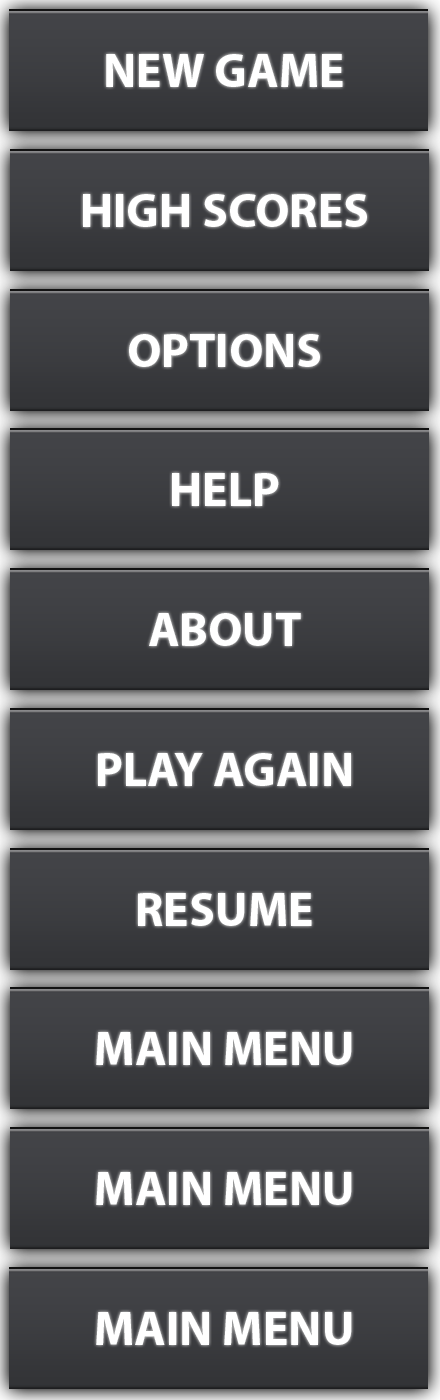 NEW GAME
HIGH SCORES
OPTIONS
HELP
ABOUT
PLAY AGAIN
RESUME
MAIN MENU
MAIN MENU
MAIN MENU